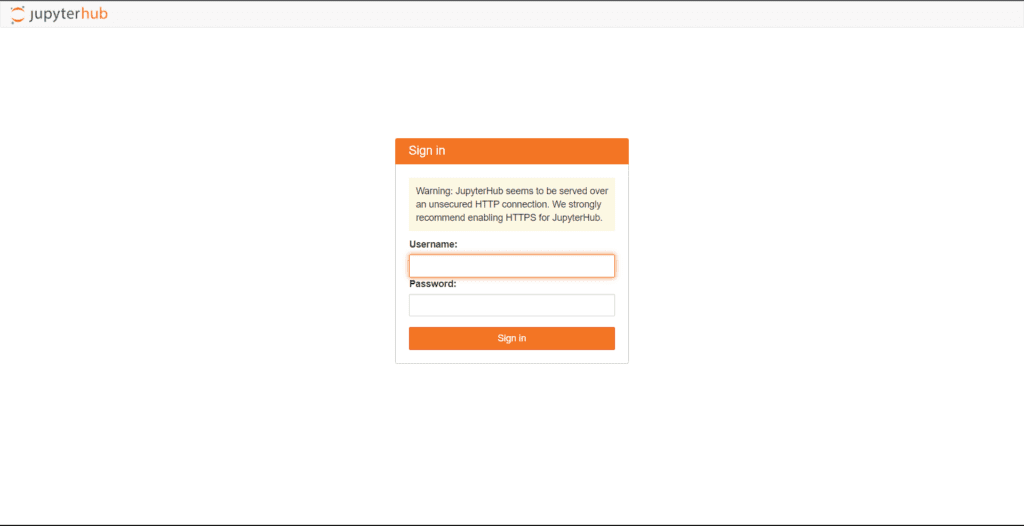 jupyterhub
Sign in
Warning: JupyterHub seems to be served over
an unsecured HTTP connection. We strongly
recommend enabling HTTPS for JupyterHub.
Username:
Password:
Sign in